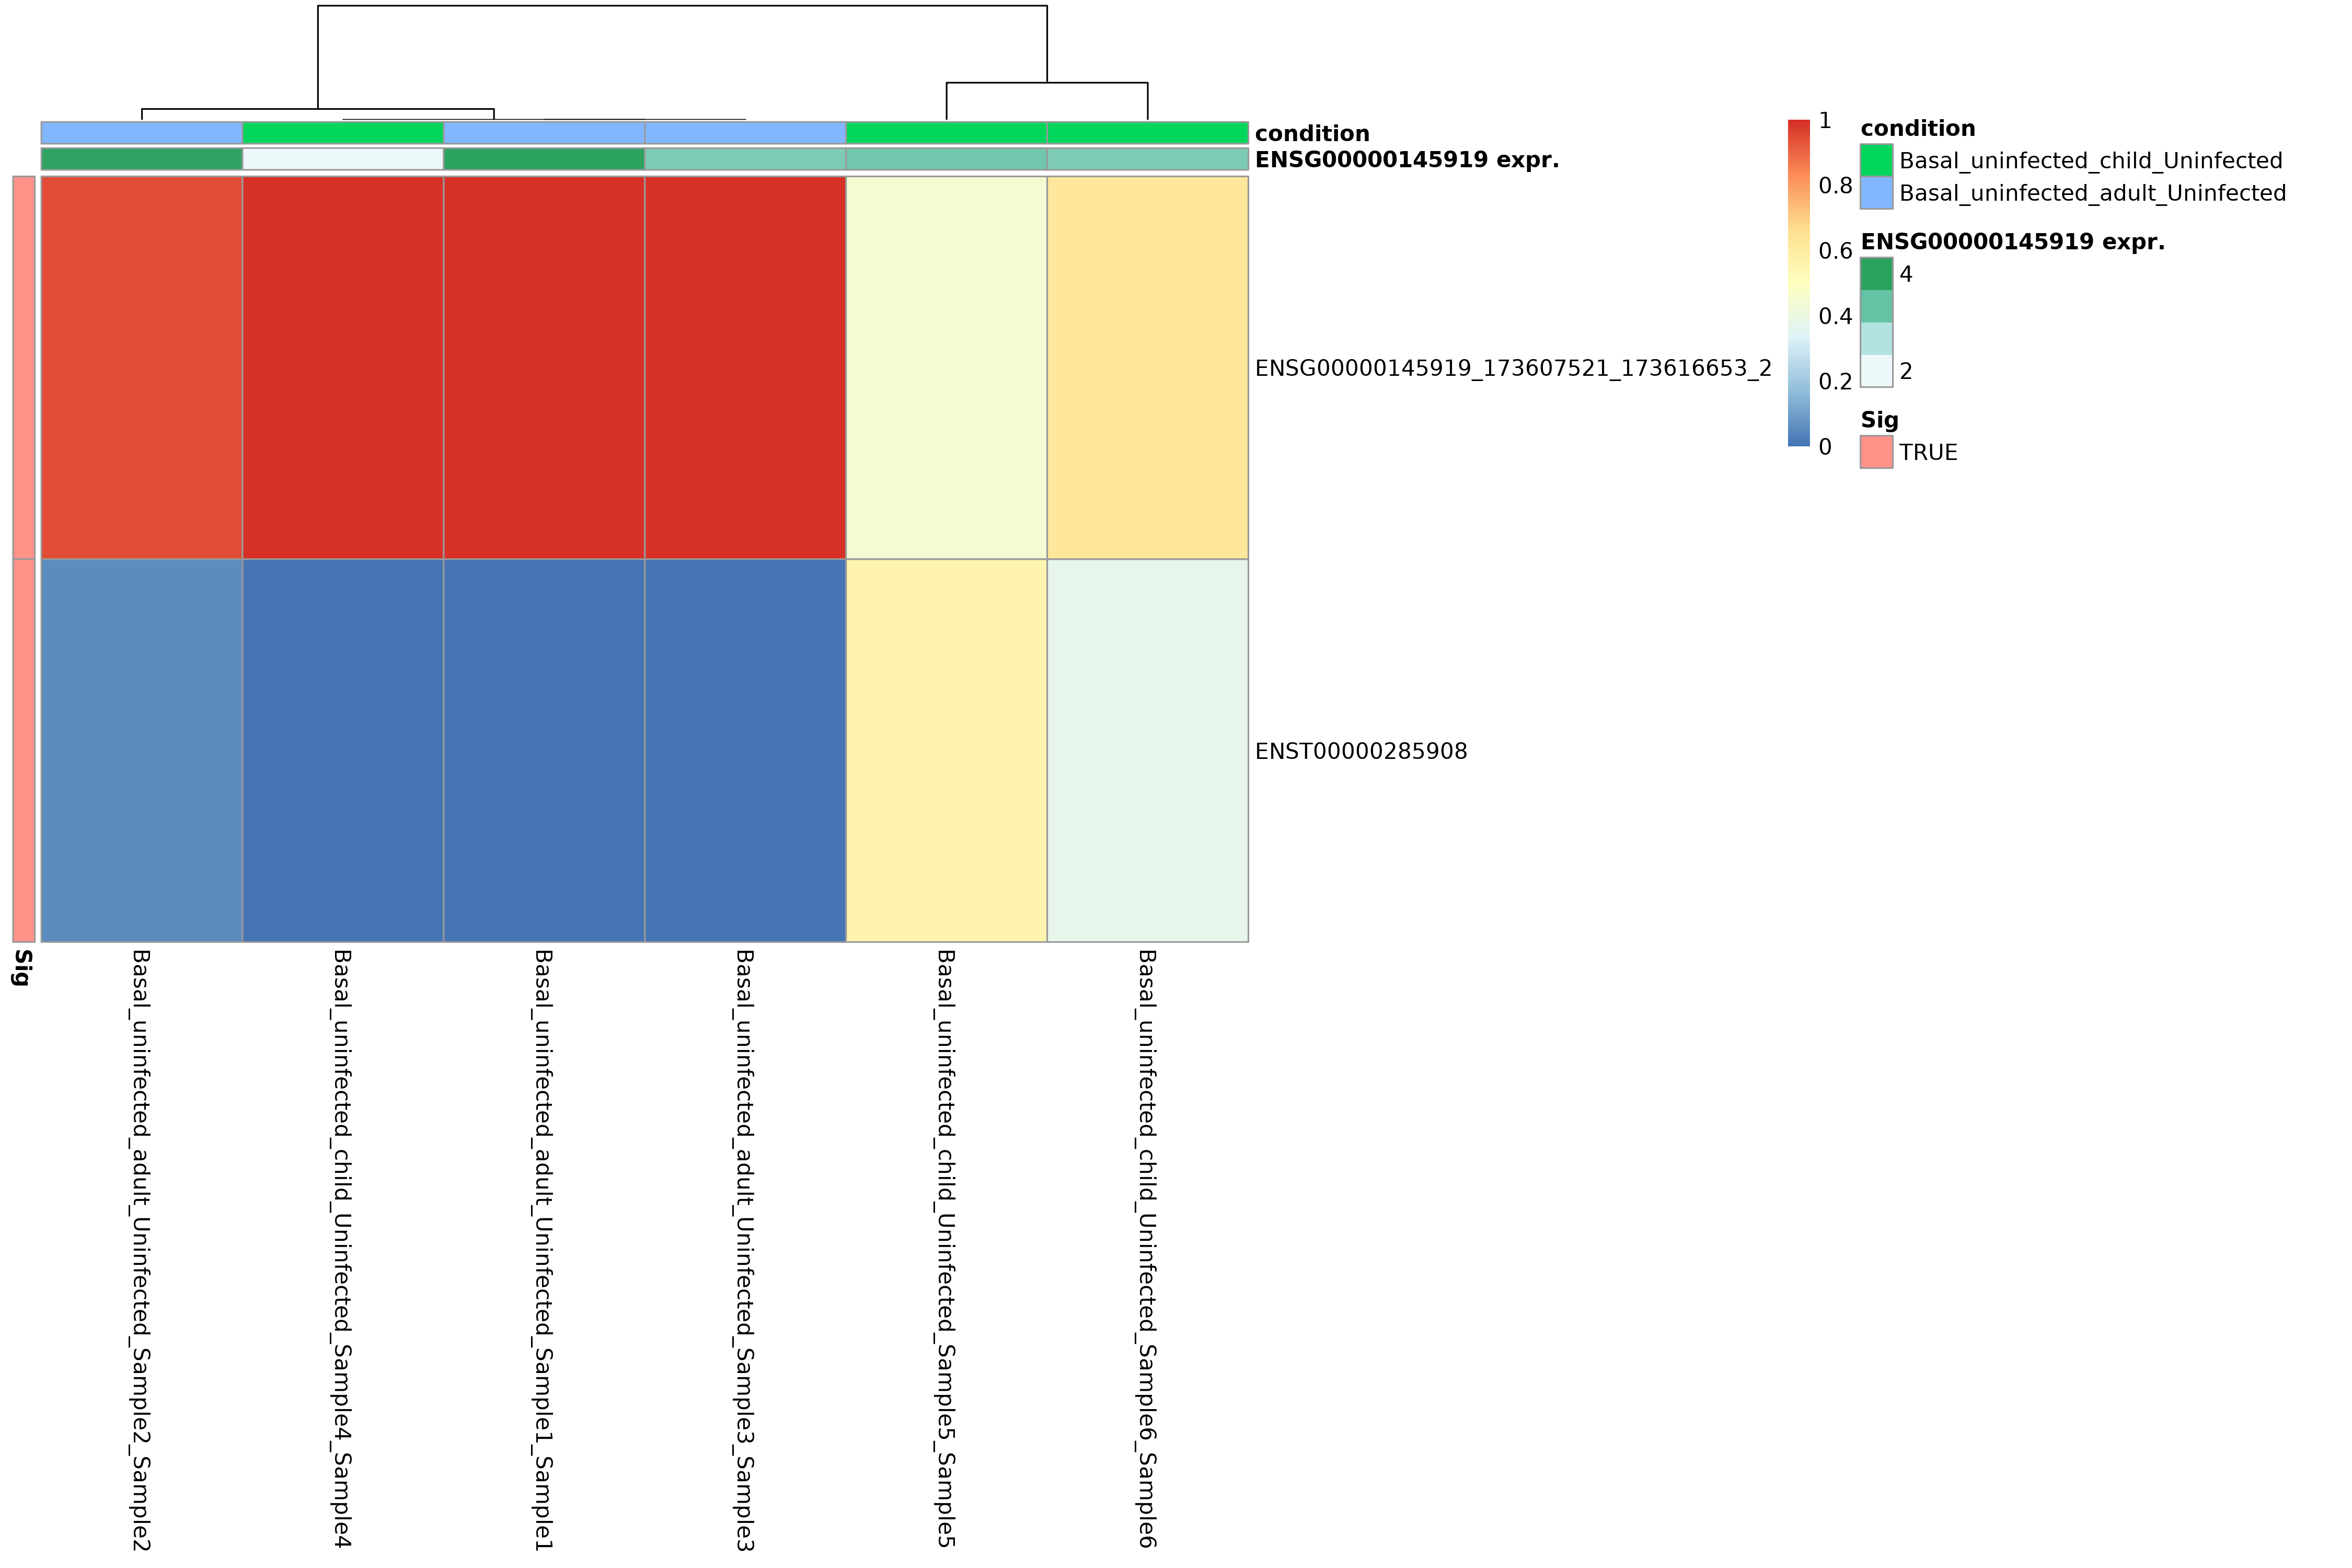 condition
ENSG00000145919 expr.
ENSG00000145919_173607521_173616653_2
ENST00000285908
Sig
Basal_uninfected_adult_Uninfected_Sample2_Sample2
Basal_uninfected_child_Uninfected_Sample4_Sample4
Basal_uninfected_adult_Uninfected_Sample1_Sample1
Basal_uninfected_adult_Uninfected_Sample3_Sample3
Basal_uninfected_child_Uninfected_Sample5_Sample5
Basal_uninfected_child_Uninfected_Sample6_Sample6
1
0.8
0.6
0.4
0.2
0
condition
Basal_uninfected_child_Uninfected
Basal_uninfected_adult_Uninfected
ENSG00000145919 expr.
4
2
Sig
TRUE